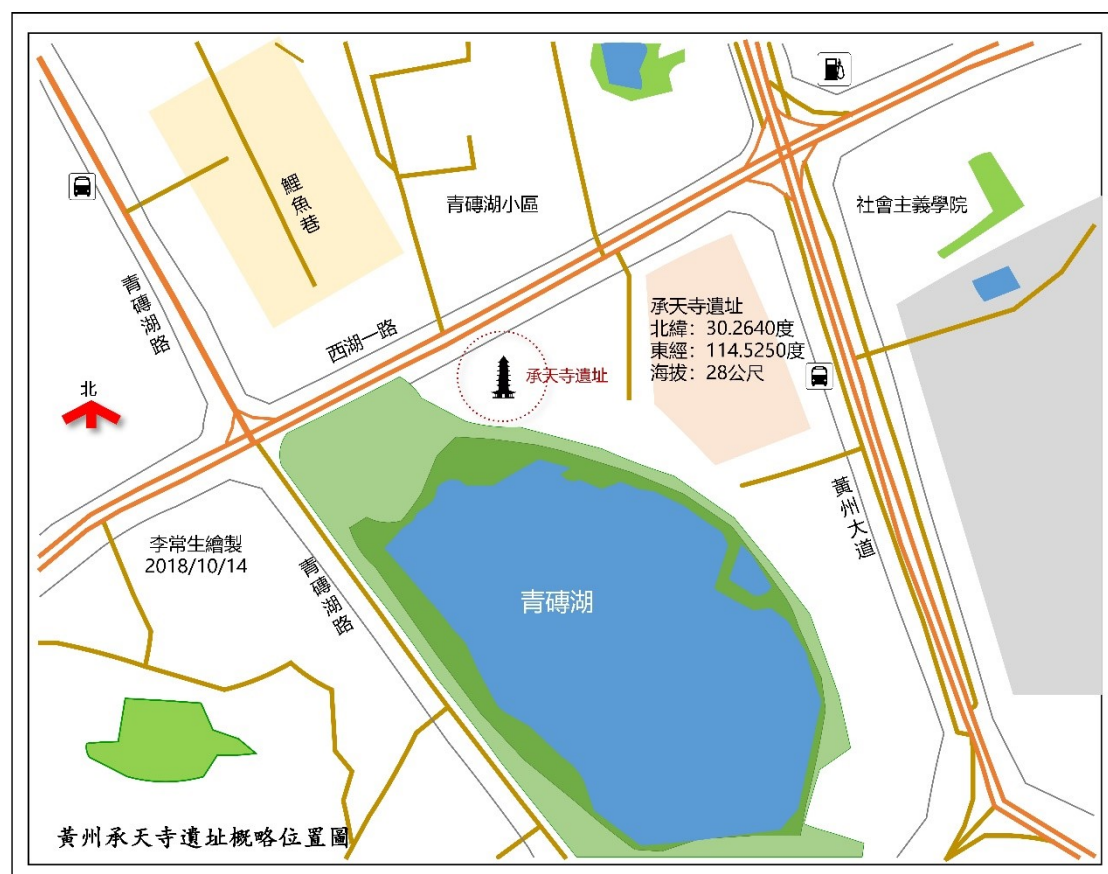 鯉魚巷
青磚湖小區
社會主義學院
青磚湖路
西湖一路
承天寺遺址
北緯：30.2640度
東經：114.5250度
海拔：28公尺
承天寺遺址
北
黃州大道
李常生繪製
2018/10/14
青磚湖路
青磚湖
黃州承天寺遺址概略位置圖